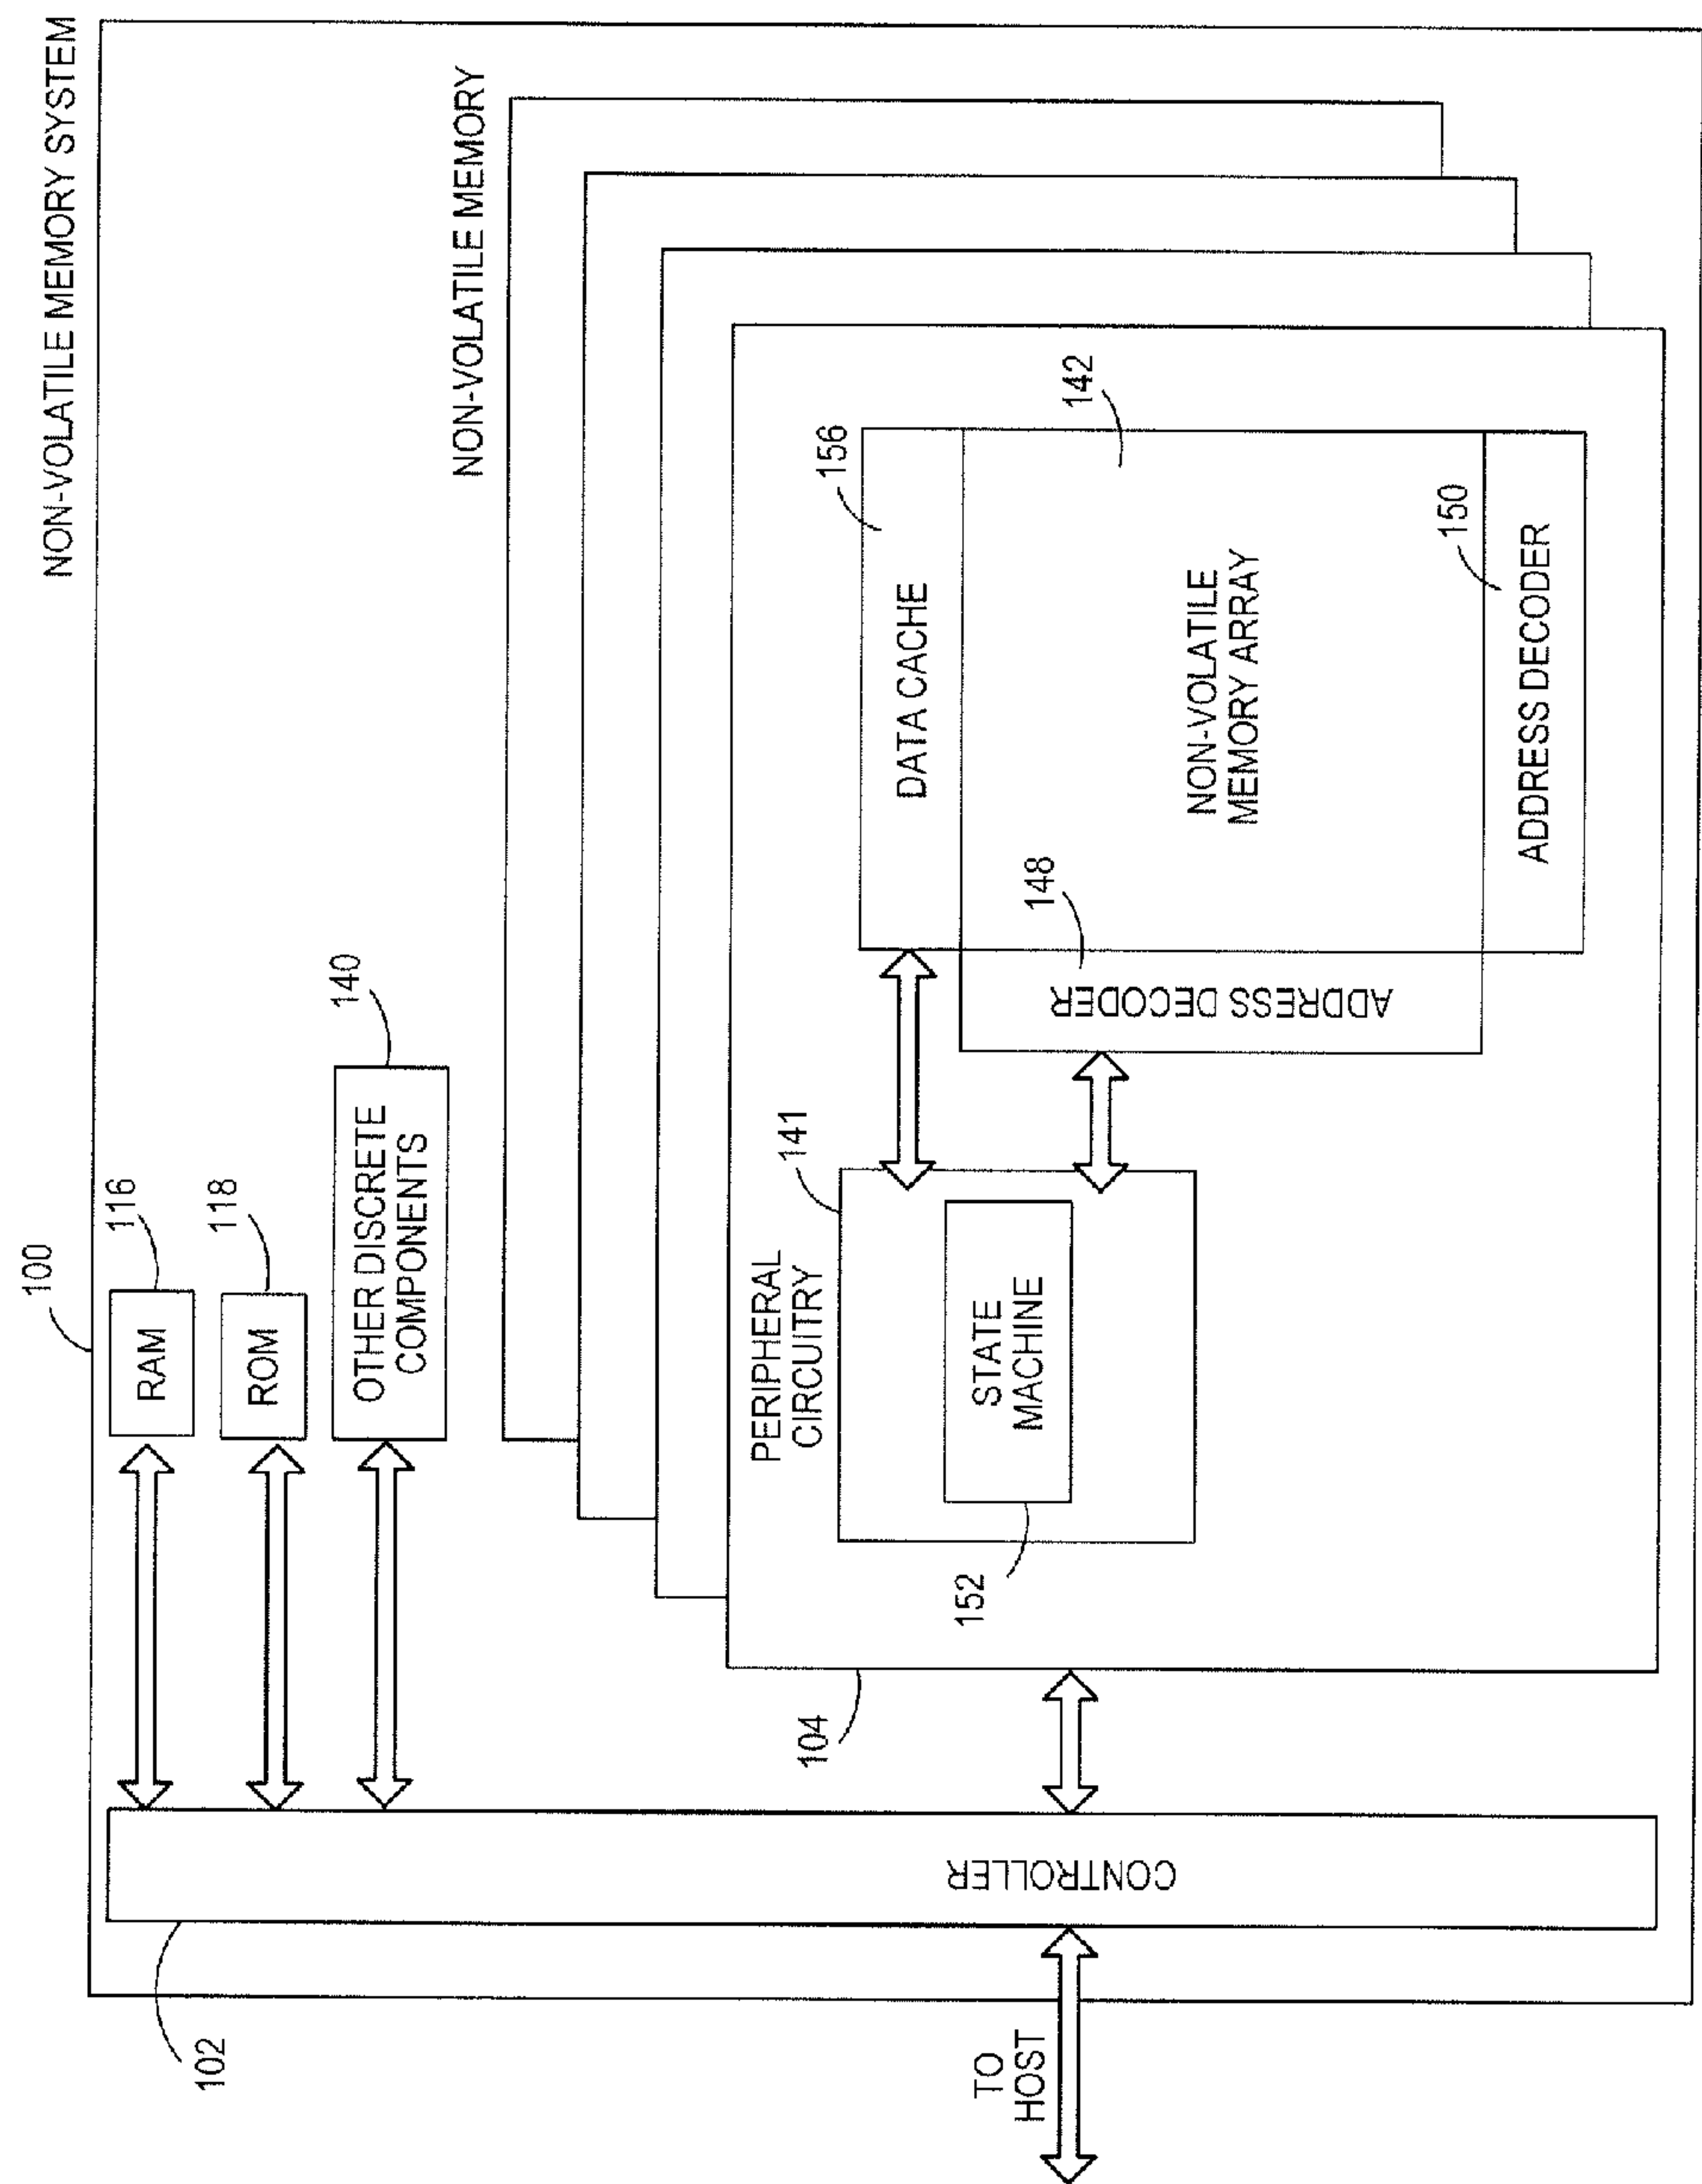 NON-VOLATILE MEMORY SYSTEM
100
116
RAM
118
ROM
140
OTHER DISCRETE
COMPONENTS
NON-VOLATILE MEMORY
102
CONTROLLER
TO
HOST
104
PERIPHERAL
CIRCUITRY
141
STATE
MACHINE
152
DATA CACHE
156
ADDRESS DECODER
148
NON-VOLATILE
MEMORY ARRAY
142
ADDRESS DECODER
150